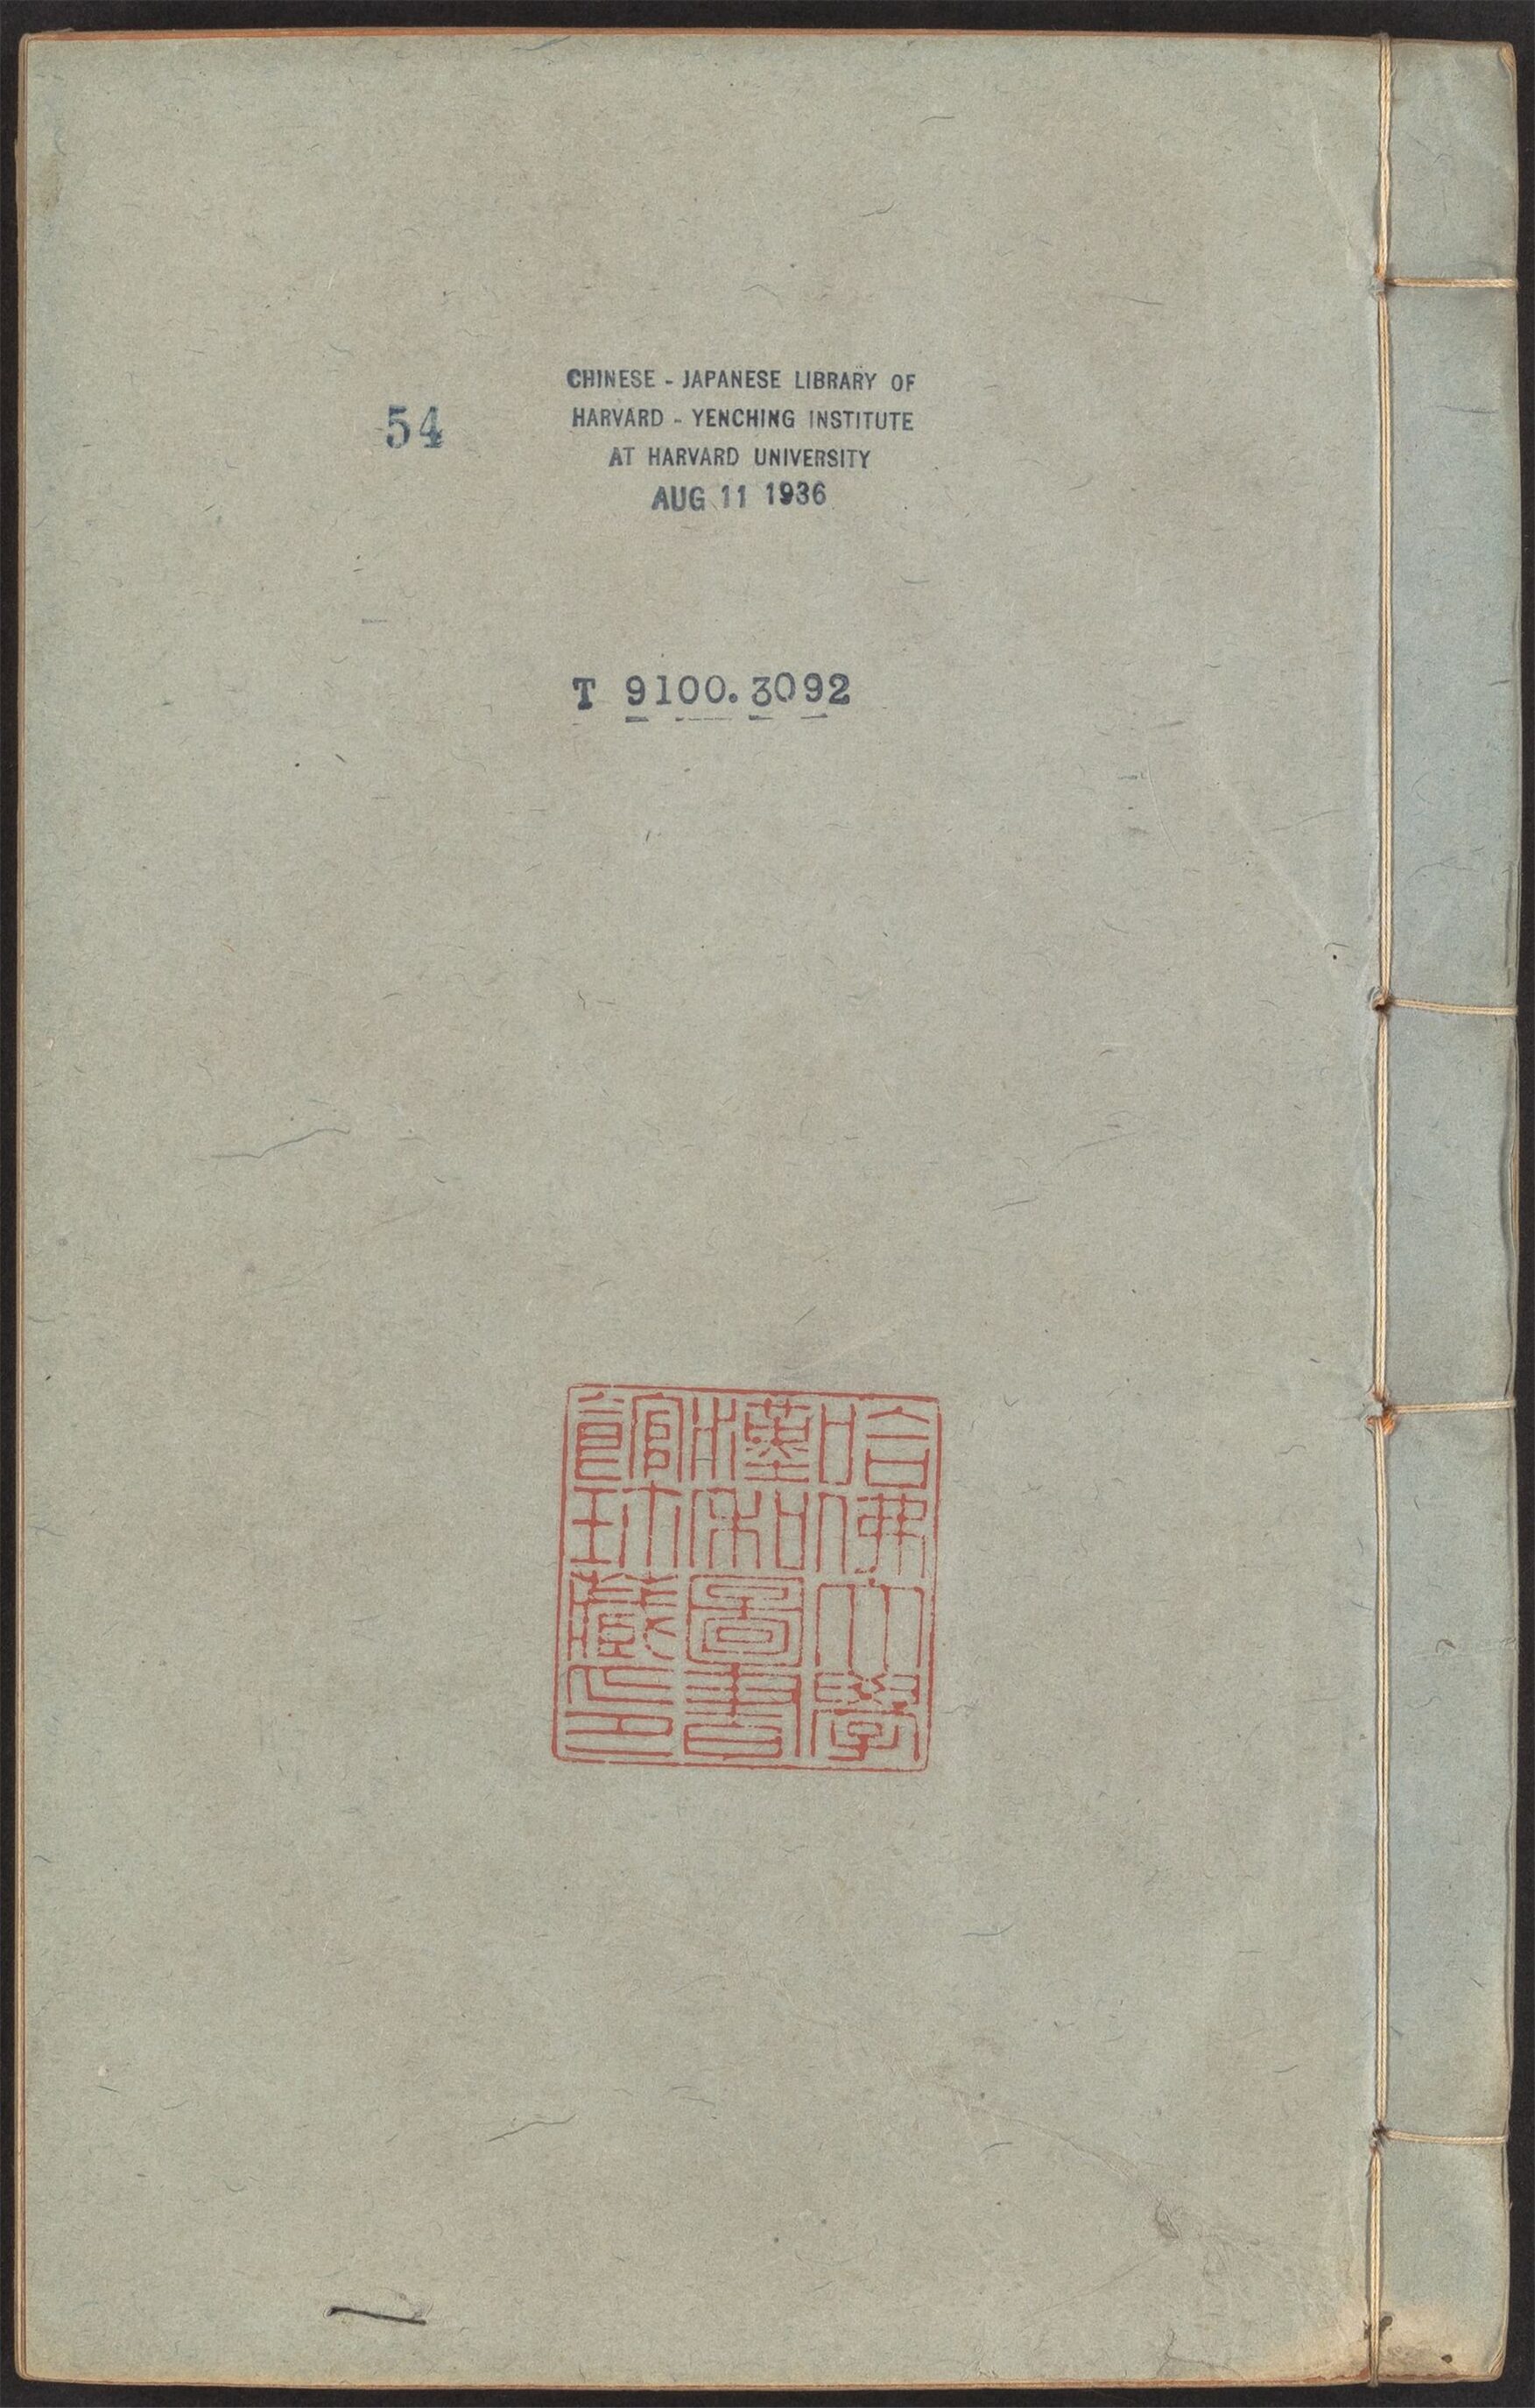 CHINESE - JAPANESE LIBRARY OF
HARVARD - YENCHING INSTITUTE
AT HARVARD UNIVERSITY
AUG 11 1936
54
T 9100.3092
哈佛大學
漢和圖書
館珍藏印